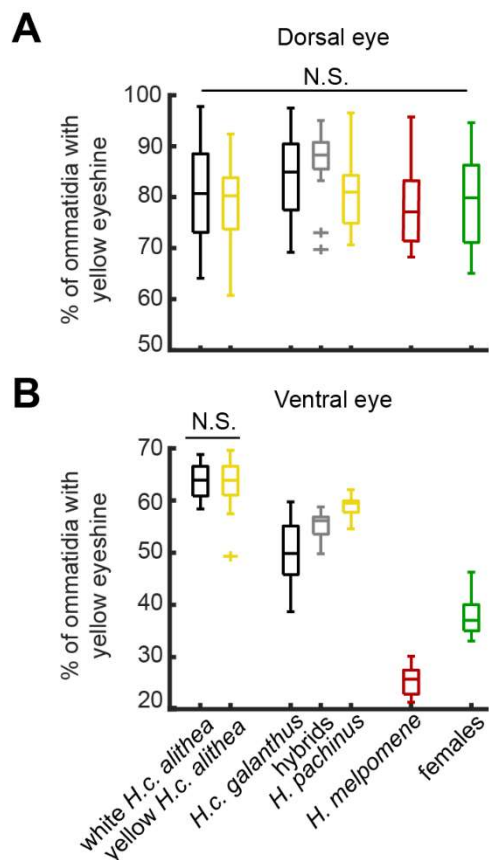 A
Dorsal eye
N.S.
% of ommatidia with
yellow eyeshine
100
90
80
70
60
50
B
Ventral eye
N.S.
% of ommatidia with
yellow eyeshine
70
60
50
40
30
20
white H.c. alithea
yellow H.c. alithea
H.c. galanthus
hybrids
H. pachinus
H. melpomene
females